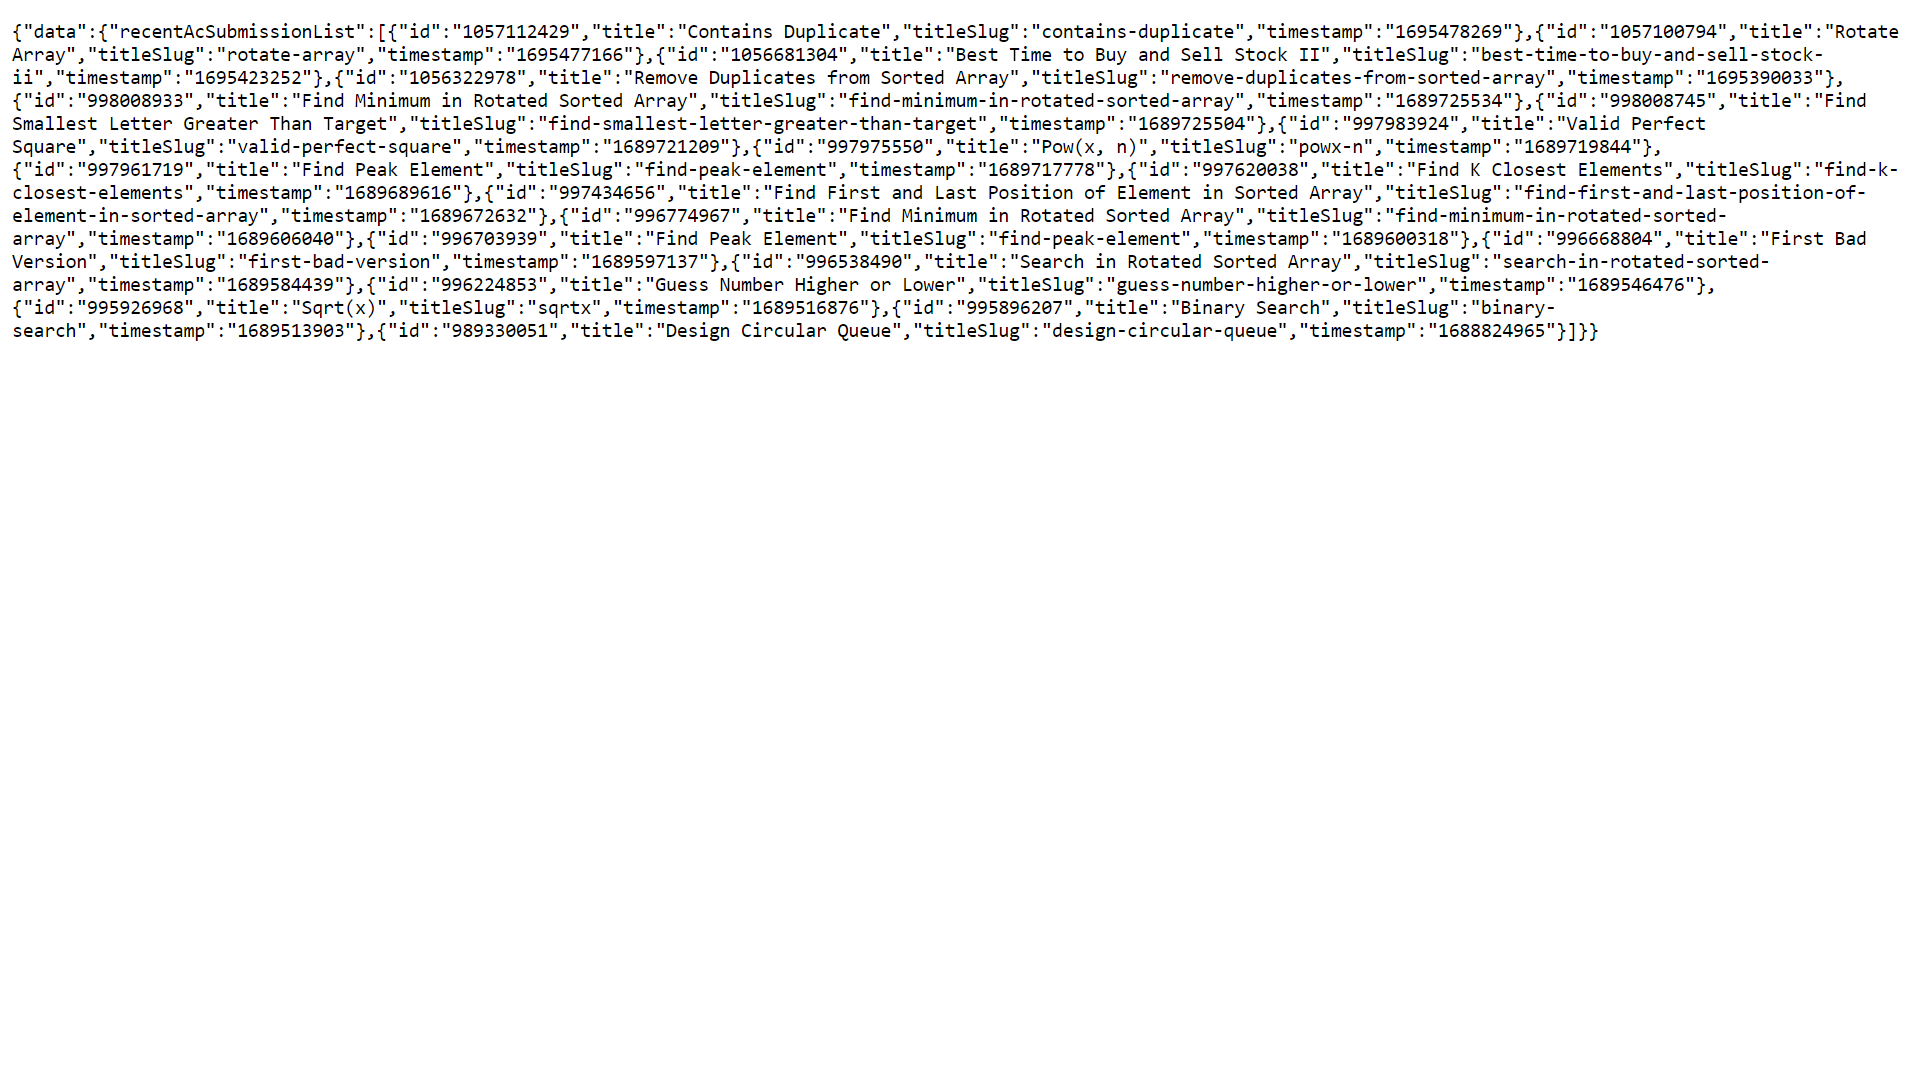 {"data":{"recentAcSubmissionList":[{"id":"1057112429","title":"Contains Duplicate","titleSlug":"contains-duplicate","timestamp":"1695478269"},{"id":"1057100794","title":"Rotate
Array","titleSlug":"rotate-array","timestamp":"1695477166"},{"id":"1056681304","title":"Best Time to Buy and Sell Stock II","titleSlug":"best-time-to-buy-and-sell-stock-
ii","timestamp":"1695423252"},{"id":"1056322978","title":"Remove Duplicates from Sorted Array","titleSlug":"remove-duplicates-from-sorted-array","timestamp":"1695390033"},
{"id":"998008933","title":"Find Minimum in Rotated Sorted Array","titleSlug":"find-minimum-in-rotated-sorted-array","timestamp":"1689725534"},{"id":"998008745","title":"Find
Smallest Letter Greater Than Target","titleSlug":"find-smallest-letter-greater-than-target","timestamp":"1689725504"},{"id":"997983924","title":"Valid Perfect
Square","titleSlug":"valid-perfect-square","timestamp":"1689721209"},{"id":"997975550","title":"Pow(x, n)","titleSlug":"powx-n","timestamp":"1689719844"},
{"id":"997961719","title":"Find Peak Element","titleSlug":"find-peak-element","timestamp":"1689717778"},{"id":"997620038","title":"Find K Closest Elements","titleSlug":"find-k-
closest-elements","timestamp":"1689689616"},{"id":"997434656","title":"Find First and Last Position of Element in Sorted Array","titleSlug":"find-first-and-last-position-of-
element-in-sorted-array","timestamp":"1689672632"},{"id":"996774967","title":"Find Minimum in Rotated Sorted Array","titleSlug":"find-minimum-in-rotated-sorted-
array","timestamp":"1689606040"},{"id":"996703939","title":"Find Peak Element","titleSlug":"find-peak-element","timestamp":"1689600318"},{"id":"996668804","title":"First Bad
Version","titleSlug":"first-bad-version","timestamp":"1689597137"},{"id":"996538490","title":"Search in Rotated Sorted Array","titleSlug":"search-in-rotated-sorted-
array","timestamp":"1689584439"},{"id":"996224853","title":"Guess Number Higher or Lower","titleSlug":"guess-number-higher-or-lower","timestamp":"1689546476"},
{"id":"995926968","title":"Sqrt(x)","titleSlug":"sqrtx","timestamp":"1689516876"},{"id":"995896207","title":"Binary Search","titleSlug":"binary-
search","timestamp":"1689513903"},{"id":"989330051","title":"Design Circular Queue","titleSlug":"design-circular-queue","timestamp":"1688824965"}]}}